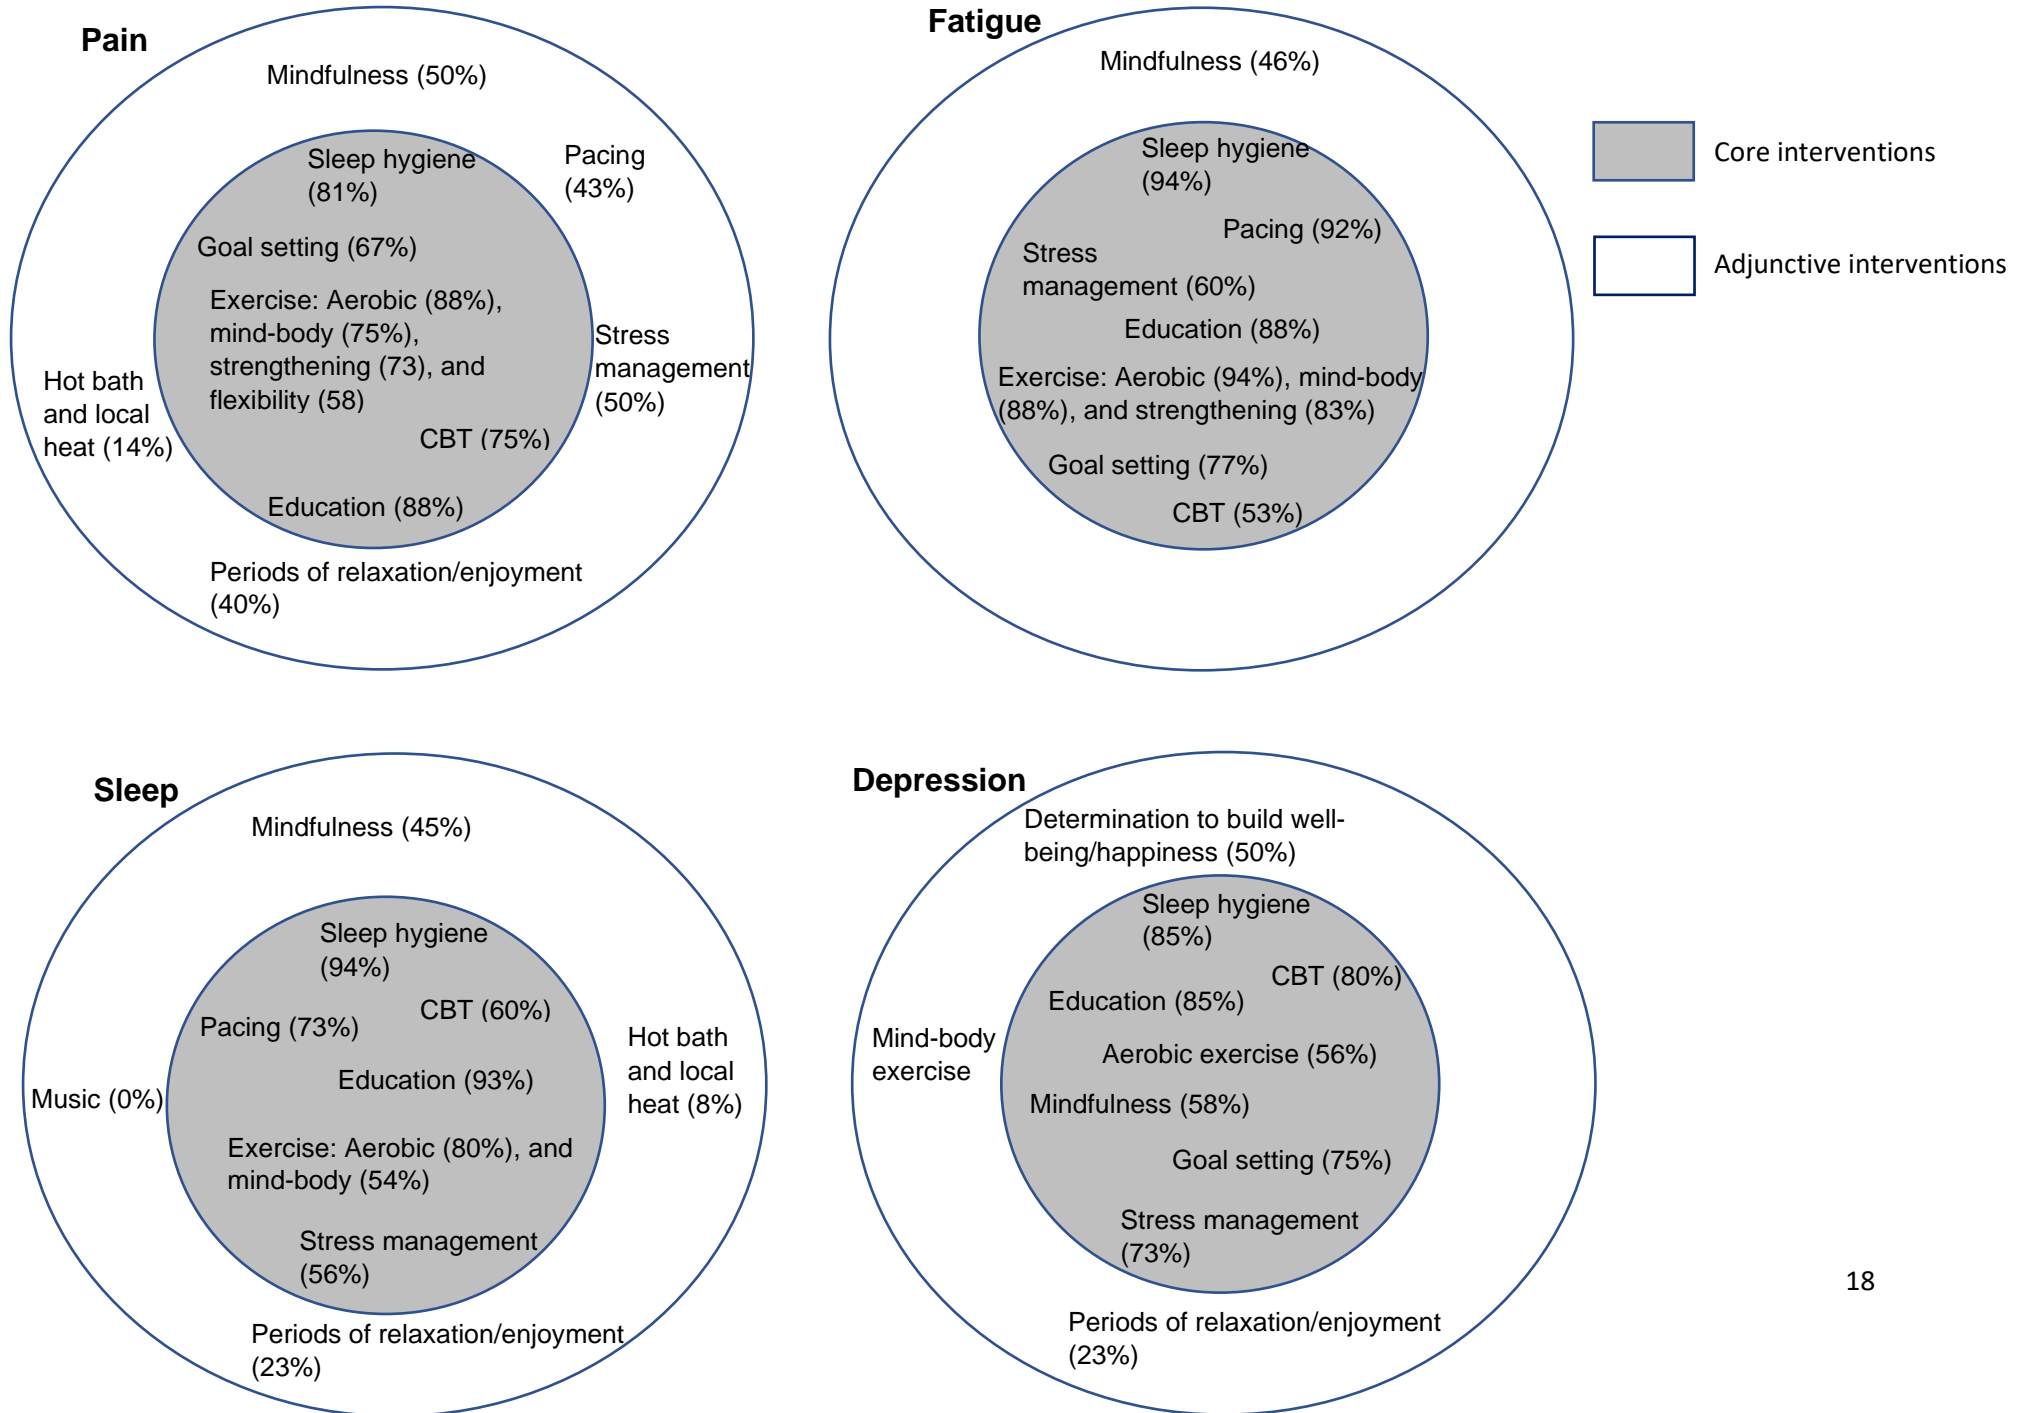 Pain
Mindfulness (50%)
Pacing
(43%)
Sleep hygiene
(81%)
Goal setting (67%)
Exercise: Aerobic (88%),
mind-body (75%),
strengthening (73), and
flexibility (58)
Stress
management
(50%)
Hot bath
and local
heat (14%)
CBT (75%)
Education (88%)
Periods of relaxation/enjoyment
(40%)
Fatigue
Mindfulness (46%)
Sleep hygiene
(94%)
Pacing (92%)
Stress
management (60%)
Education (88%)
Exercise: Aerobic (94%), mind-body
(88%), and strengthening (83%)
Goal setting (77%)
CBT (53%)
Core interventions
Adjunctive interventions
Sleep
Mindfulness (45%)
Sleep hygiene
(94%)
CBT (60%)
Pacing (73%)
Hot bath
and local
heat (8%)
Education (93%)
Music (0%)
Exercise: Aerobic (80%), and
mind-body (54%)
Stress management
(56%)
Periods of relaxation/enjoyment
(23%)
Depression
Determination to build well-
being/happiness (50%)
Sleep hygiene
(85%)
CBT (80%)
Education (85%)
Mind-body
exercise
Aerobic exercise (56%)
Mindfulness (58%)
Goal setting (75%)
Stress management
(73%)
Periods of relaxation/enjoyment
(23%)
18